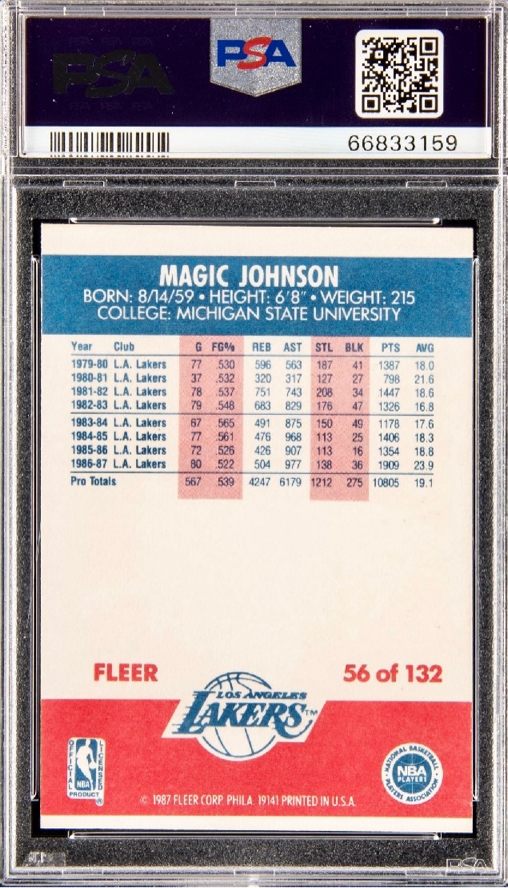 PSA
PSA
66833159
MAGIC JOHNSON
BORN: 8/14/59 • HEIGHT: 6'8" • WEIGHT: 215
COLLEGE: MICHIGAN STATE UNIVERSITY
Year Club G FG% REB AST STL BLK PTS AVG
1979-80 L.A. Lakers 77 .530 596 563 187 41 1387 18.0
1980-81 L.A. Lakers 37 .532 320 317 127 27 798 21.6
1981-82 L.A. Lakers 78 .537 751 743 208 34 1447 18.6
1982-83 L.A. Lakers 79 .548 683 829 176 47 1326 16.8
1983-84 L.A. Lakers 67 .565 491 875 150 49 1178 17.6
1984-85 L.A. Lakers 77 .561 476 968 113 25 1406 18.3
1985-86 L.A. Lakers 72 .526 426 907 113 16 1354 18.8
1986-87 L.A. Lakers 80 .522 504 977 138 36 1909 23.9
Pro Totals 567 .539 4247 6179 1212 275 10805 19.1
FLEER 56 of 132
LOS ANGELES
LAKERS™
OFFICIAL LICENSED
NBA
PRODUCT ®
NATIONAL BASKETBALL
NBA
PLAYERS
PLAYERS ASSOCIATION
© 1987 FLEER CORP. PHILA. 19141 PRINTED IN U.S.A.
PSA